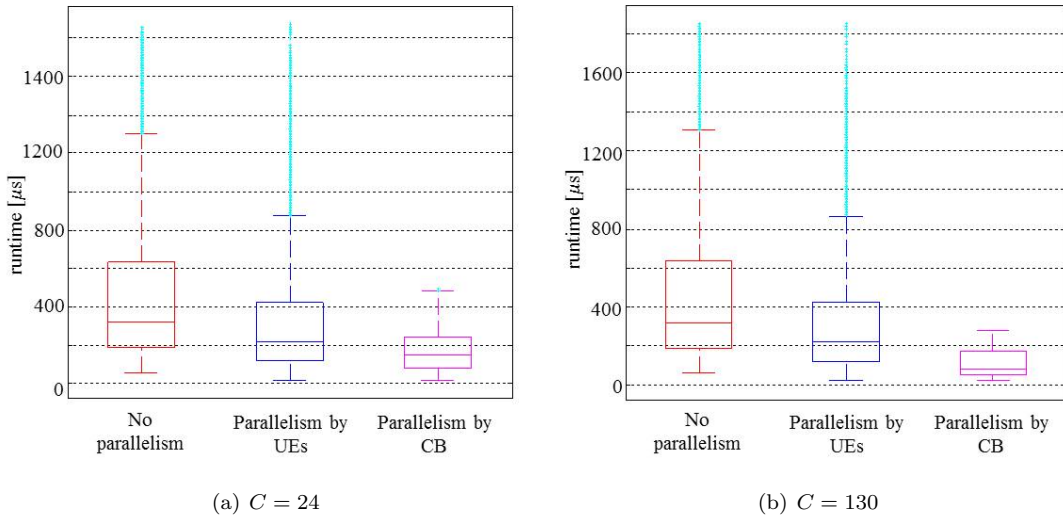 runtime [μs]
1400
1200
800
400
0
No
parallelism
Parallelism by
UEs
Parallelism by
CB
(a) C = 24
runtime [μs]
1600
1200
800
400
0
No
parallelism
Parallelism by
UEs
Parallelism by
CB
(b) C = 130